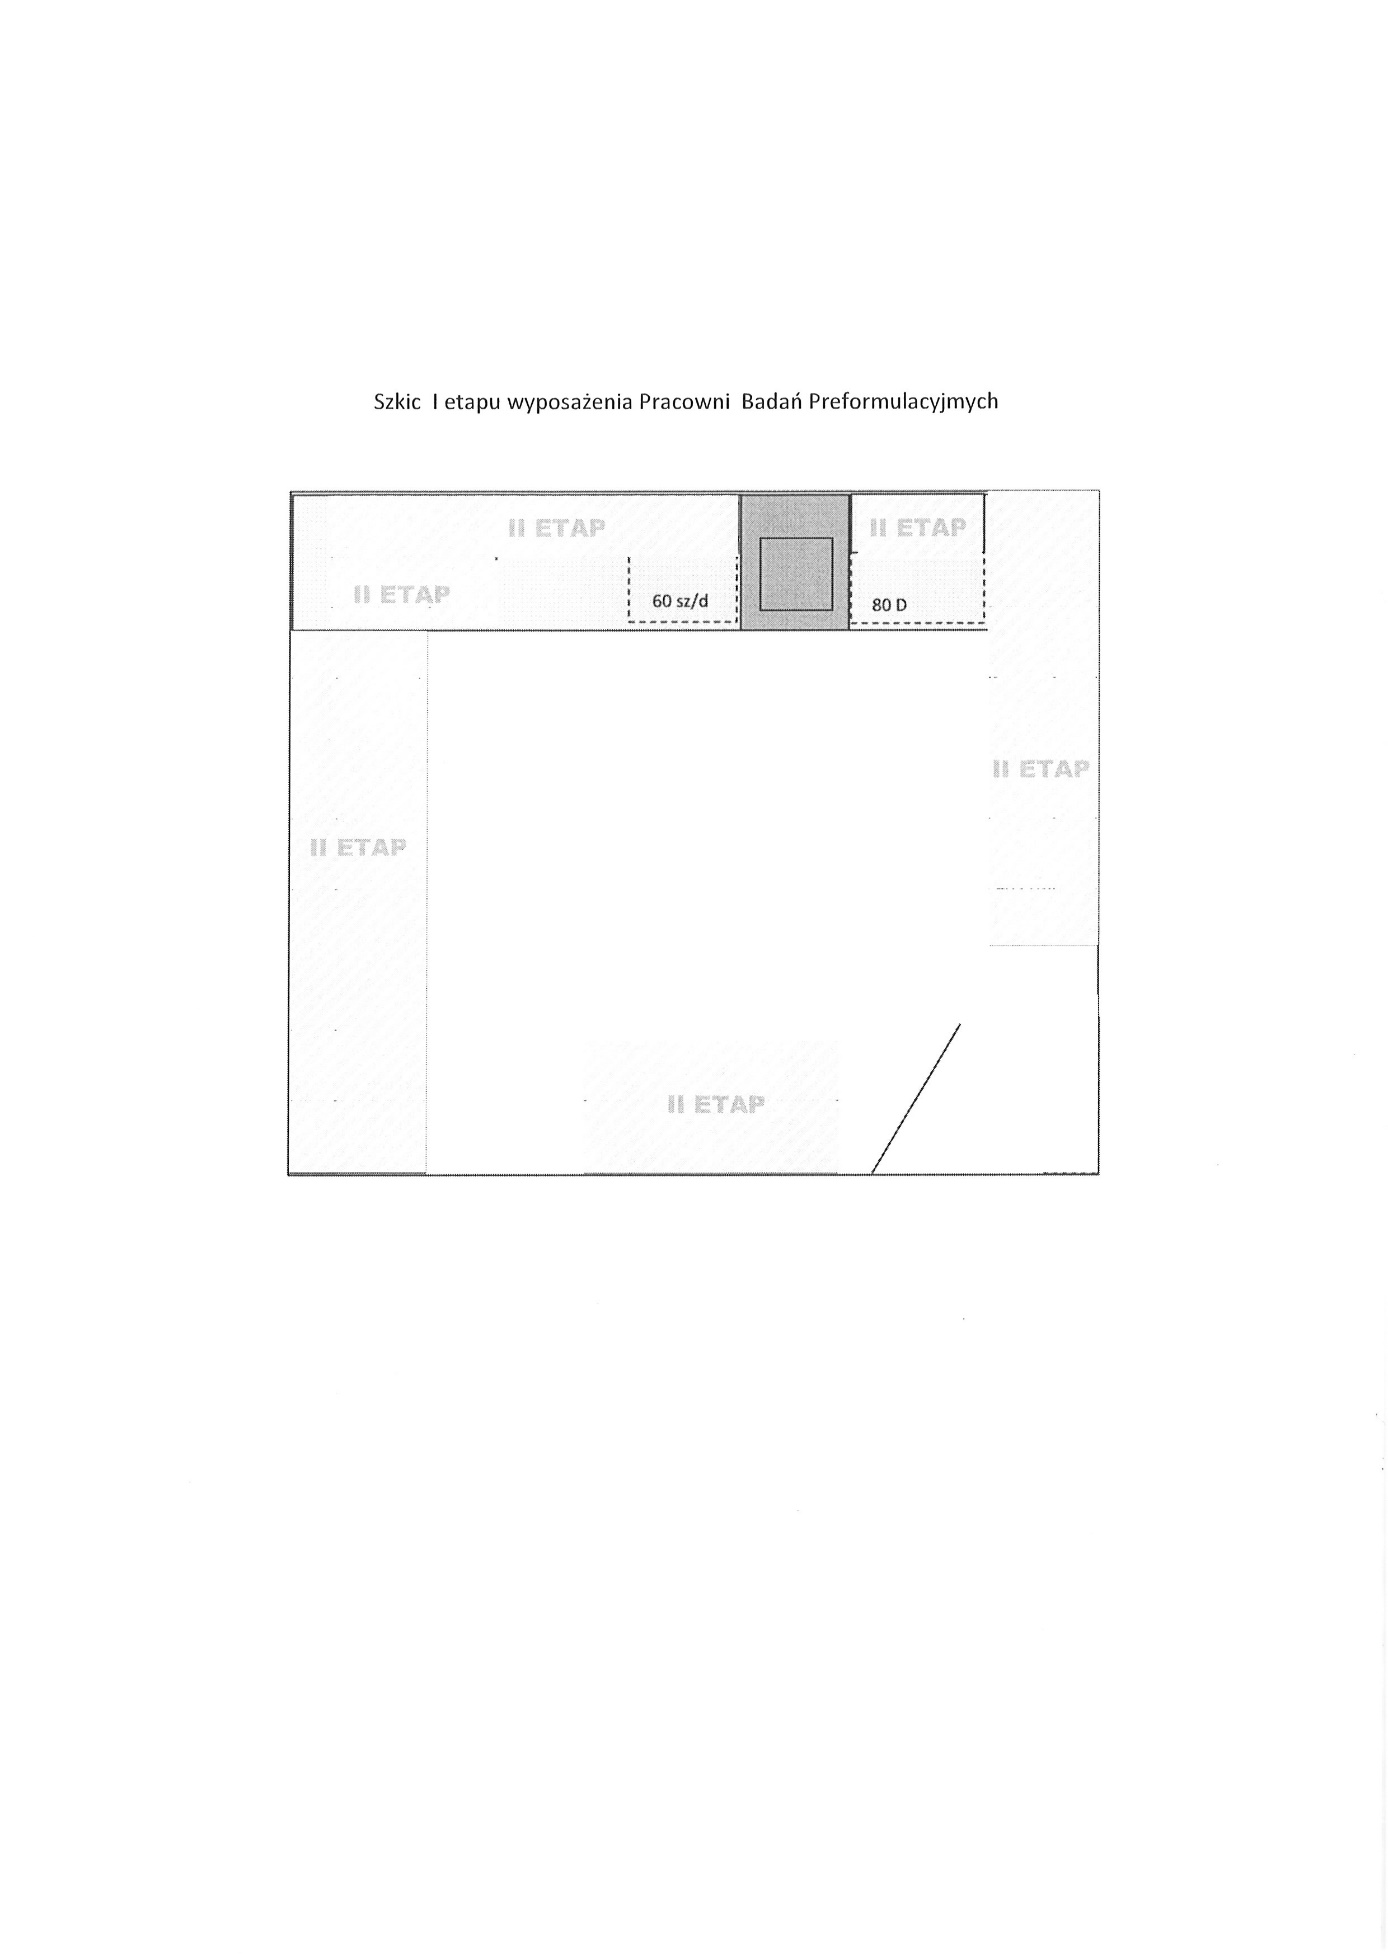 Szkic I etapu wyposażenia Pracowni Badań Preformulacyjmych
II ETAP
II ETAP
II ETAP
60 sz/d
80 D
II ETAP
II ETAP
II ETAP